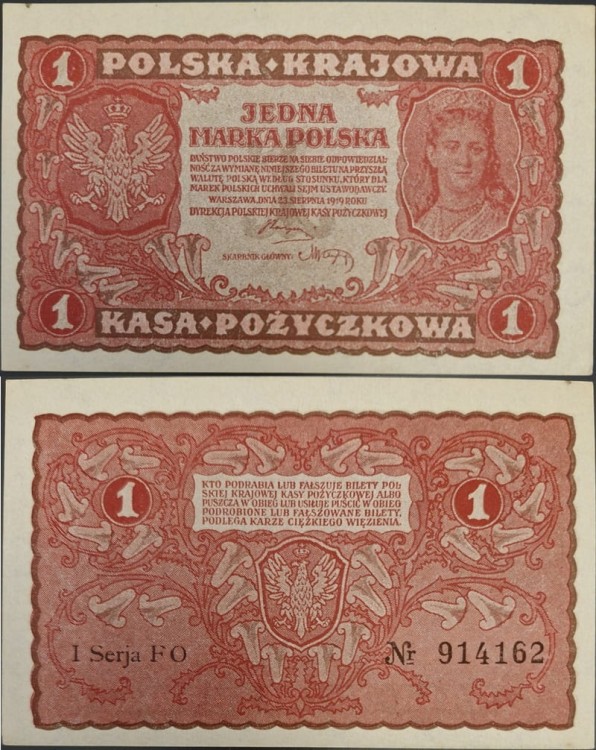 1 POLSKA·KRAJOWA 1
JEDNA
MARKA POLSKA
PAŃSTWO POLSKIE BIERZE NA SIEBIE ODPOWIEDZIAL-
NOŚĆ ZA WYMIANĘ NINIEJSZEGO BILETU NA PRZYSZŁĄ
WALUTĘ POLSKĄ WEDŁUG STOSUNKU, KTÓRY DLA
MAREK POLSKICH UCHWALI SEJM USTAWODAWCZY.
WARSZAWA, DNIA 23 SIERPNIA 1919 ROKU
DYREKCJA POLSKIEJ KRAJOWEJ KASY POŻYCZKOWEJ
SKARBNIK GŁÓWNY:
1 KASA·POŻYCZKOWA 1
KTO PODRABIA LUB FAŁSZUJE BILETY POL-
SKIEJ KRAJOWEJ KASY POŻYCZKOWEJ ALBO
PUSZCZA W OBIEG LUB USIŁUJE PUŚCIĆ W OBIEG
PODROBIONE LUB FAŁSZOWANE BILETY,
PODLEGA KARZE CIĘŻKIEGO WIĘZIENIA.
1 1
I Serja FO Nr 914162